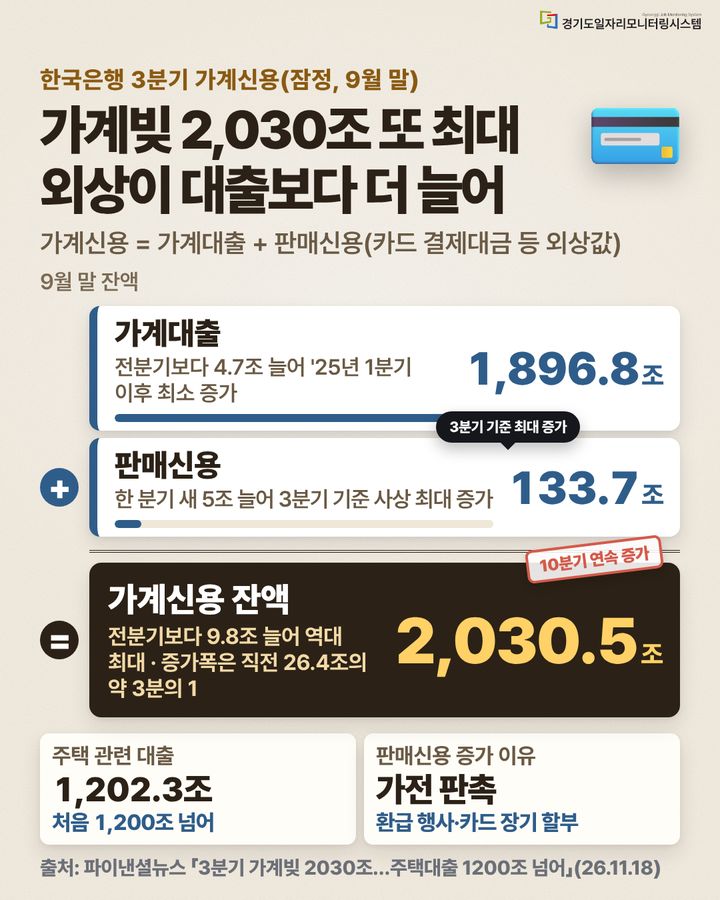 경기도일자리모니터링시스템
한국은행 3분기 가계신용(잠정, 9월 말)
가계빚 2,030조 또 최대
외상이 대출보다 더 늘어
가계신용 = 가계대출 + 판매신용(카드 결제대금 등 외상값)
9월 말 잔액
가계대출
전분기보다 4.7조 늘어 '25년 1분기
이후 최소 증가
1,896.8조
3분기 기준 최대 증가
+
판매신용
한 분기 새 5조 늘어 3분기 기준 사상 최대 증가
133.7조
10분기 연속 증가
=
가계신용 잔액
전분기보다 9.8조 늘어 역대
최대 · 증가폭은 직전 26.4조의
약 3분의 1
2,030.5조
주택 관련 대출
1,202.3조
처음 1,200조 넘어
판매신용 증가 이유
가전 판촉
환급 행사·카드 장기 할부
출처: 파이낸셜뉴스 「3분기 가계빚 2030조…주택대출 1200조 넘어」(26.11.18)